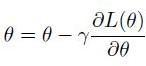 θ = θ − γ ∂L(θ)/∂θ